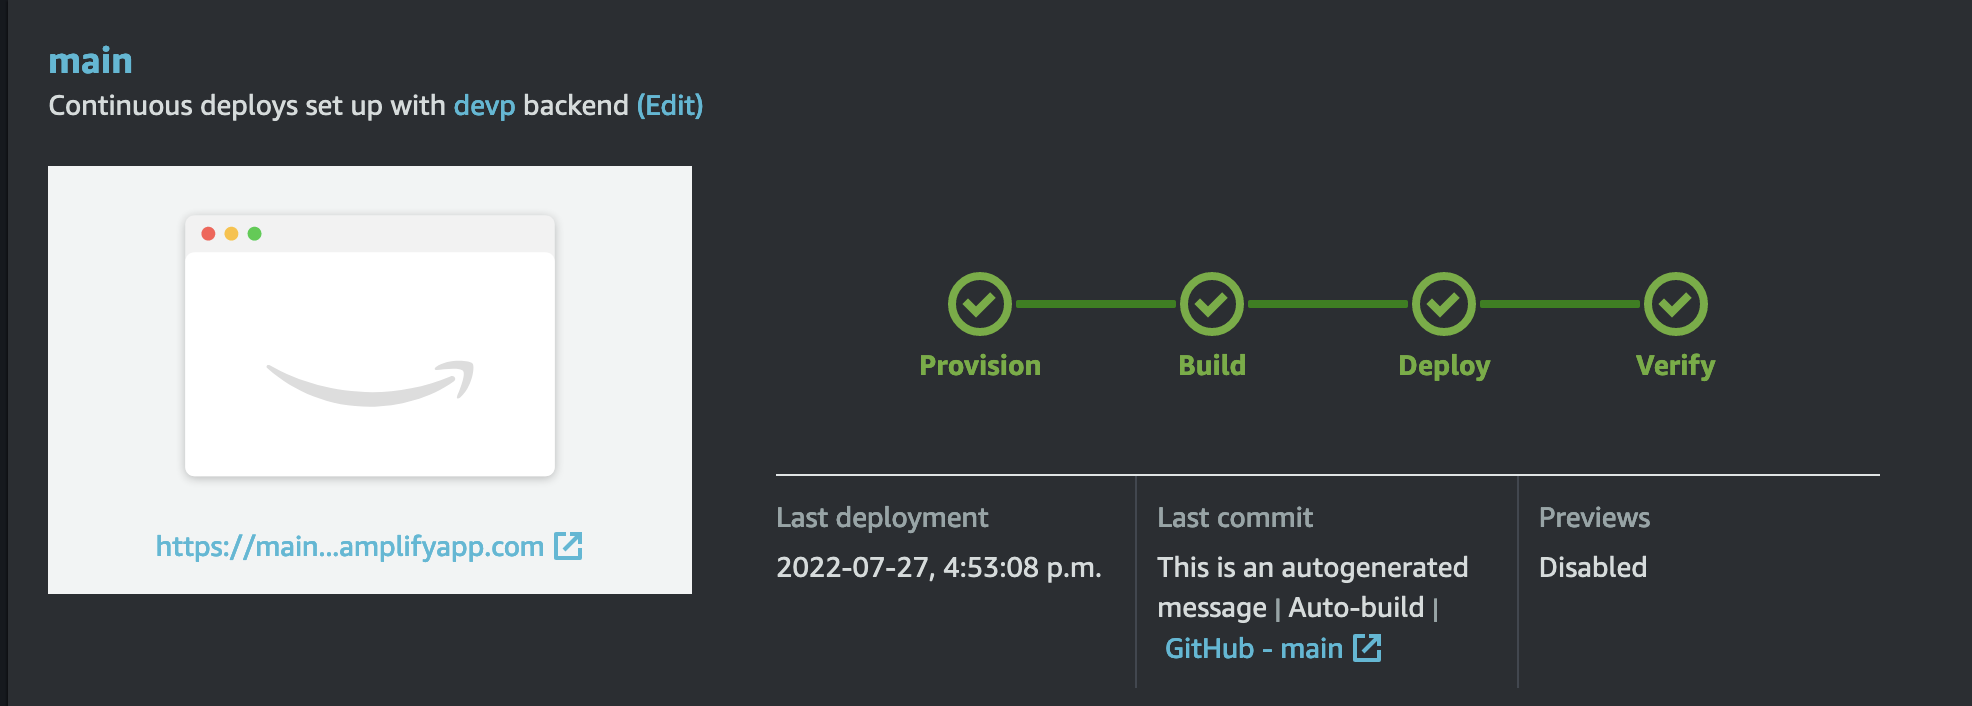 main
Continuous deploys set up with devp backend (Edit)
https://main...amplifyapp.com
Provision
Build
Deploy
Verify
Last deployment
2022-07-27, 4:53:08 p.m.
Last commit
This is an autogenerated
message | Auto-build |
GitHub - main
Previews
Disabled